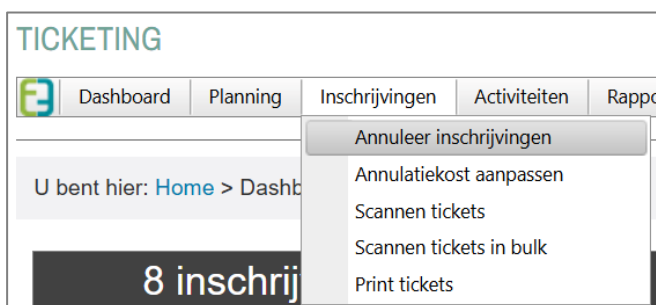 TICKETING
Dashboard Planning Inschrijvingen Activiteiten Rappo
Annuleer inschrijvingen
Annulatiekost aanpassen
Scannen tickets
Scannen tickets in bulk
Print tickets
U bent hier: Home > Dashb
8 inschrij